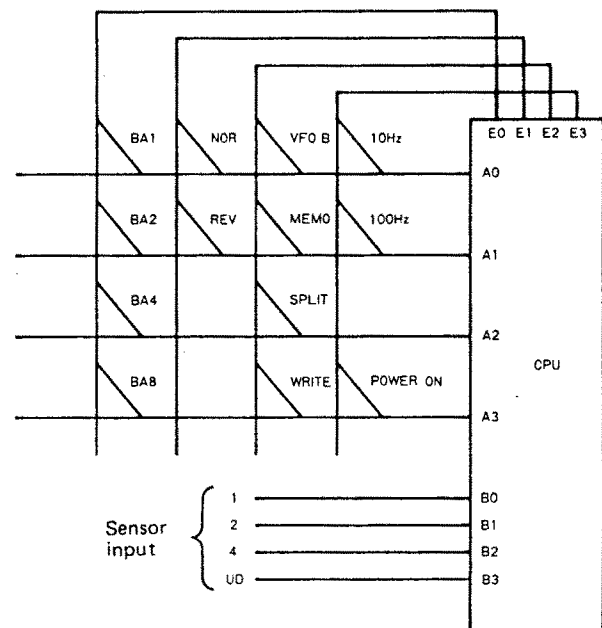 E0 E1 E2 E3
BA1 NOR VFO B 10Hz
A0
BA2 REV MEMO 100Hz
A1
BA4 SPLIT
A2
CPU
BA8 WRITE POWER ON
A3
1 B0
2 B1
Sensor
input
4 B2
UD B3